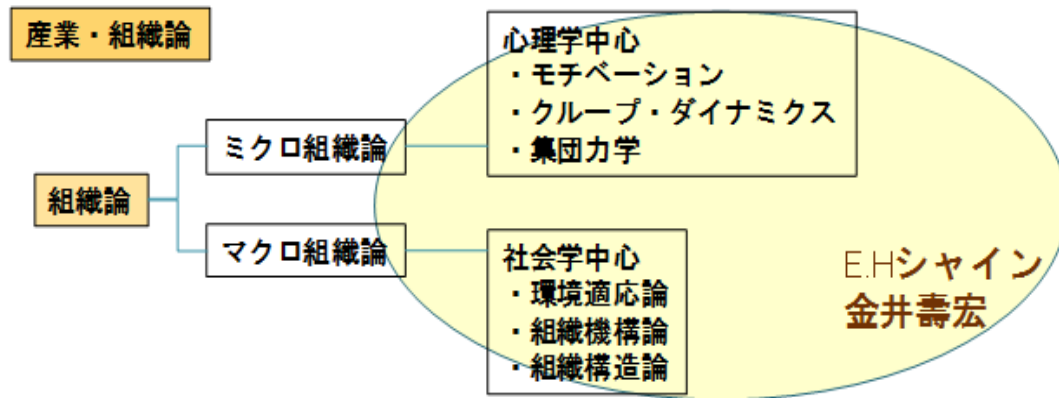 産業・組織論
心理学中心
・モチベーション
・クループ・ダイナミクス
・集団力学
ミクロ組織論
組織論
マクロ組織論
社会学中心
・環境適応論
・組織機構論
・組織構造論
E.Hシャイン
金井壽宏